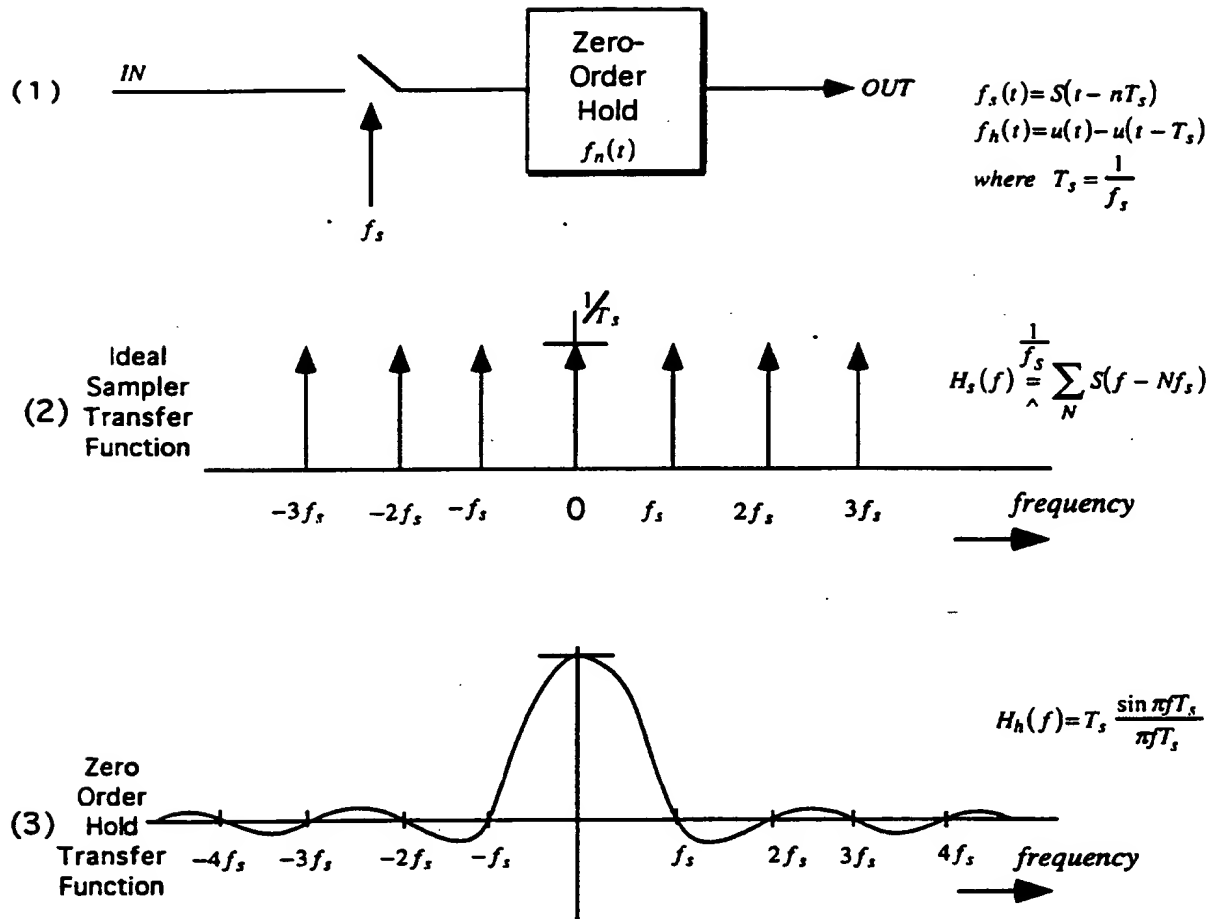 (1)
IN
Zero-
Order
Hold
f_n(t)
OUT
f_s
f_s(t)=S(t-nT_s)
f_h(t)=u(t)-u(t-T_s)
where T_s=1/f_s
1/T_s
(2)
Ideal
Sampler
Transfer
Function
H_s(f) 1/f_s = ^ Σ_N S(f-Nf_s)
-3f_s -2f_s -f_s 0 f_s 2f_s 3f_s frequency
H_h(f)=T_s sin πfT_s/πfT_s
(3)
Zero
Order
Hold
Transfer
Function
-4f_s -3f_s -2f_s -f_s f_s 2f_s 3f_s 4f_s frequency